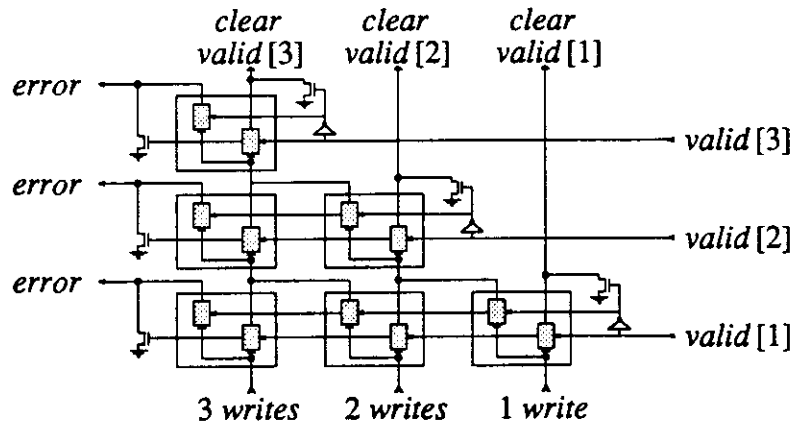 clear clear clear
valid [3] valid [2] valid [1]
error
valid [3]
error
valid [2]
error
valid [1]
3 writes 2 writes 1 write